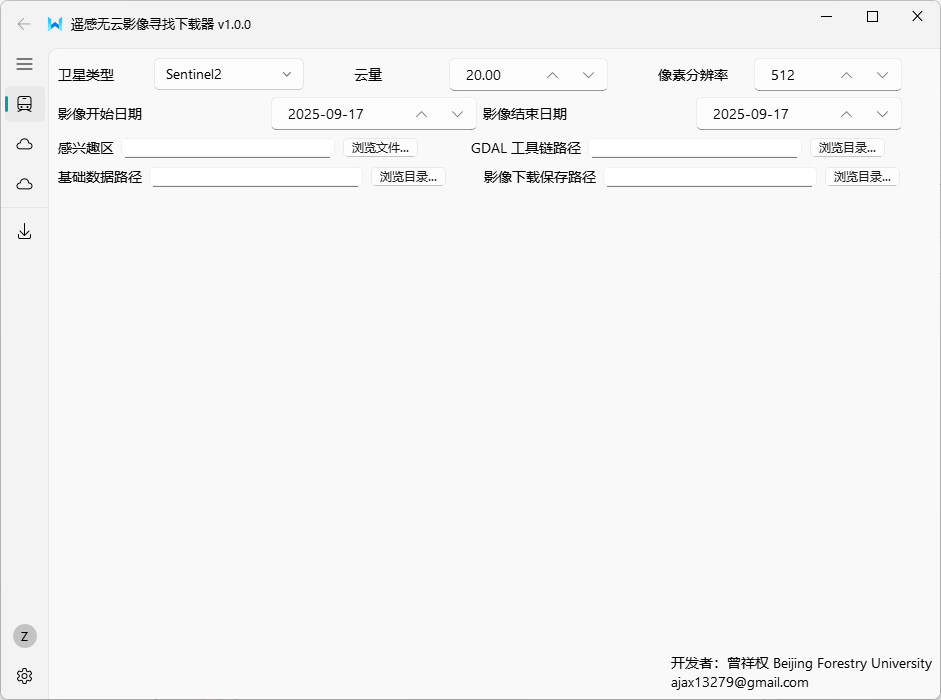 遥感无云影像寻找下载器 v1.0.0
卫星类型 Sentinel2 云量 20.00 像素分辨率 512
影像开始日期 2025-09-17 影像结束日期 2025-09-17
感兴趣区 浏览文件... GDAL 工具链路径 浏览目录...
基础数据路径 浏览目录... 影像下载保存路径 浏览目录...
Z
开发者：曾祥权 Beijing Forestry University
ajax13279@gmail.com